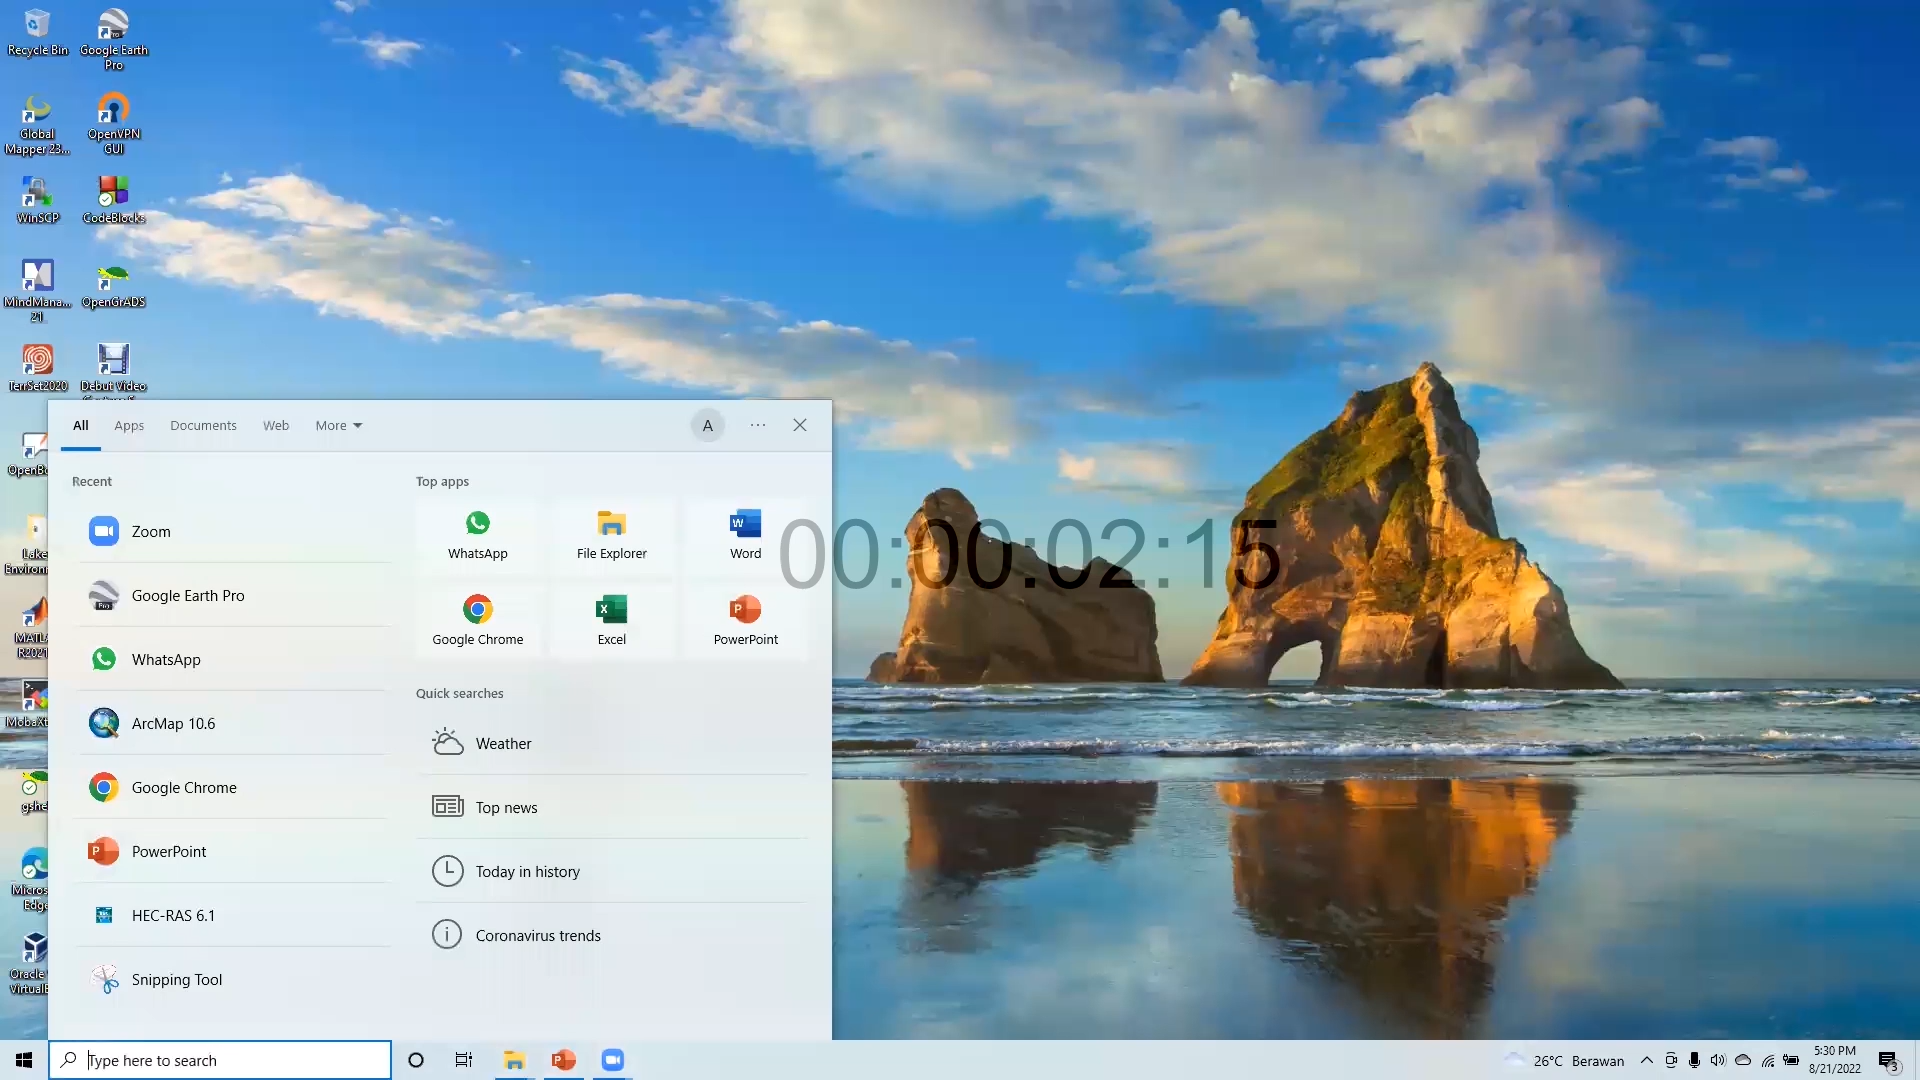 Recycle Bin
Google Earth
Pro
Global
Mapper 23...
OpenVPN
GUI
WinSCP
CodeBlocks
MindMana...
21
OpenGrADS
TerrSet2020
Debut Video
All
Apps
Documents
Web
More
A
Recent
Zoom
Google Earth Pro
WhatsApp
ArcMap 10.6
Google Chrome
PowerPoint
HEC-RAS 6.1
Snipping Tool
Top apps
WhatsApp
File Explorer
Word
Google Chrome
Excel
PowerPoint
Quick searches
Weather
Top news
Today in history
Coronavirus trends
00:00:02:15
Lake
Oracle
Type here to search
26°C Berawan
5:30 PM
8/21/2022
3